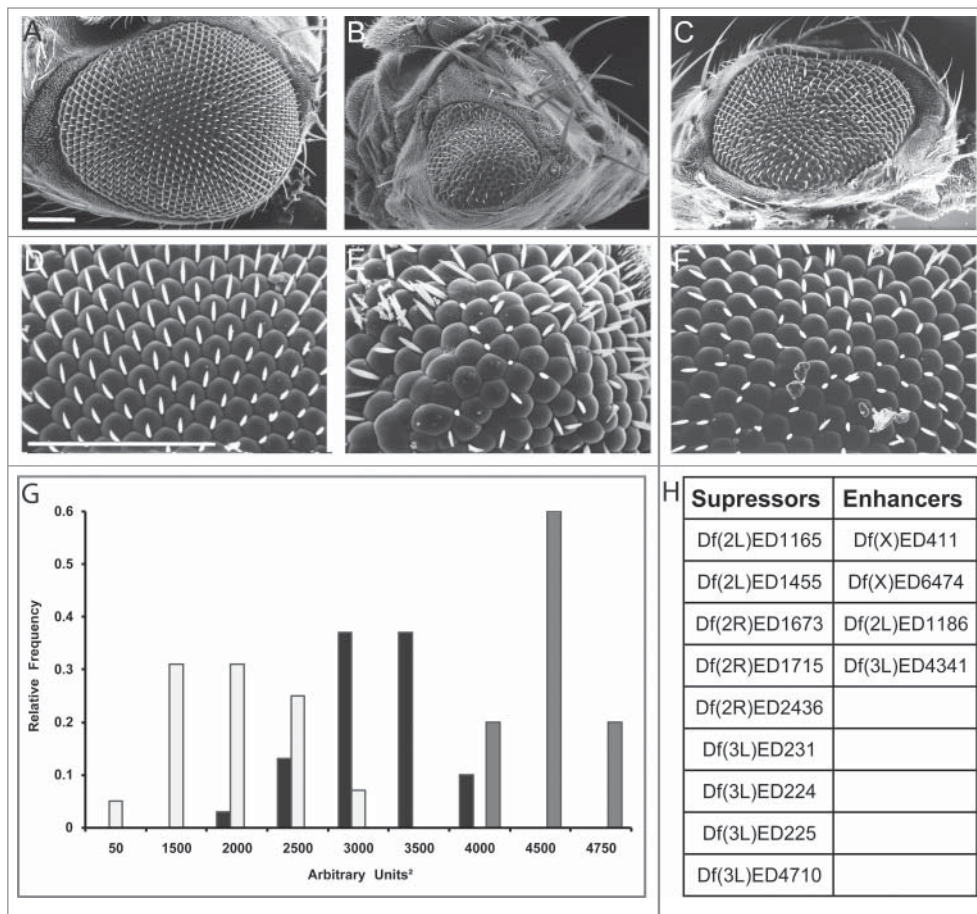 A
B
C
D
E
F
G
Relative Frequency
0.6
0.5
0.4
0.3
0.2
0.1
0
50 1500 2000 2500 3000 3500 4000 4500 4750
Arbitrary Units²
H
Supressors Enhancers
Df(2L)ED1165 Df(X)ED411
Df(2L)ED1455 Df(X)ED6474
Df(2R)ED1673 Df(2L)ED1186
Df(2R)ED1715 Df(3L)ED4341
Df(2R)ED2436
Df(3L)ED231
Df(3L)ED224
Df(3L)ED225
Df(3L)ED4710